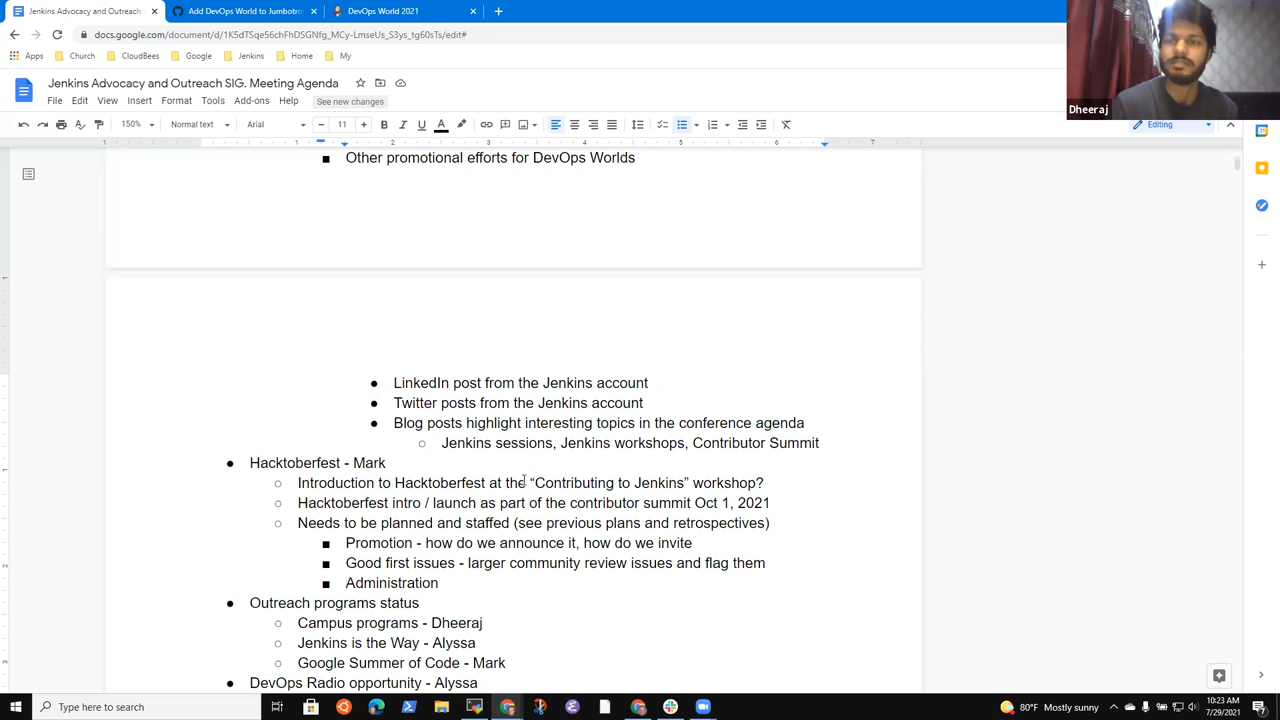 Jenkins Advocacy and Outreach
Add DevOps World to Jumbotro
DevOps World 2021
docs.google.com/document/d/1K5dTSqe56chFhDSGNfg_MCy-LmseUs_S3ys_tg60sTs/edit#
Apps
Church
CloudBees
Google
Jenkins
Home
My
Dheeraj
Jenkins Advocacy and Outreach SIG. Meeting Agenda
File
Edit
View
Insert
Format
Tools
Add-ons
Help
See new changes
150%
Normal text
Arial
11
Editing
1
1
2
3
4
5
6
7
■ Other promotional efforts for DevOps Worlds
● LinkedIn post from the Jenkins account
● Twitter posts from the Jenkins account
● Blog posts highlight interesting topics in the conference agenda
○ Jenkins sessions, Jenkins workshops, Contributor Summit
● Hacktoberfest - Mark
○ Introduction to Hacktoberfest at the “Contributing to Jenkins” workshop?
○ Hacktoberfest intro / launch as part of the contributor summit Oct 1, 2021
○ Needs to be planned and staffed (see previous plans and retrospectives)
■ Promotion - how do we announce it, how do we invite
■ Good first issues - larger community review issues and flag them
■ Administration
● Outreach programs status
○ Campus programs - Dheeraj
○ Jenkins is the Way - Alyssa
○ Google Summer of Code - Mark
● DevOps Radio opportunity - Alyssa
Type here to search
80°F Mostly sunny
10:23 AM
7/29/2021